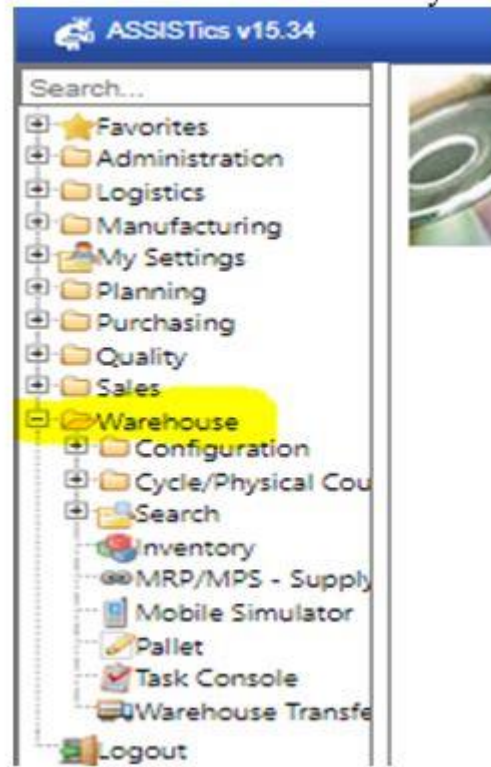 ASSISTics v15.34
Search...
Favorites
Administration
Logistics
Manufacturing
My Settings
Planning
Purchasing
Quality
Sales
Warehouse
Configuration
Cycle/Physical Cou
Search
Inventory
MRP/MPS - Supply
Mobile Simulator
Pallet
Task Console
Warehouse Transfe
Logout